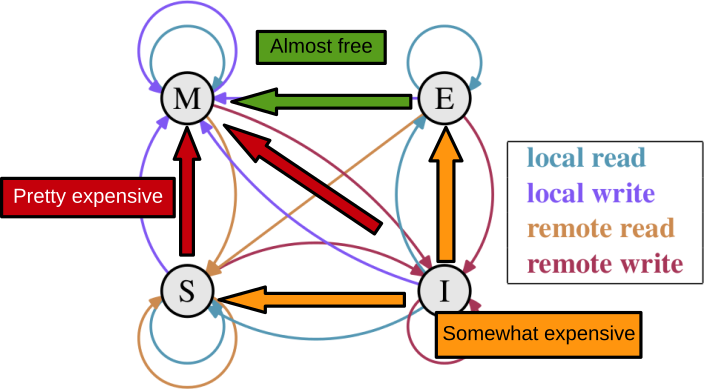 Almost free
M
E
local read
local write
remote read
remote write
Pretty expensive
S
I
Somewhat expensive